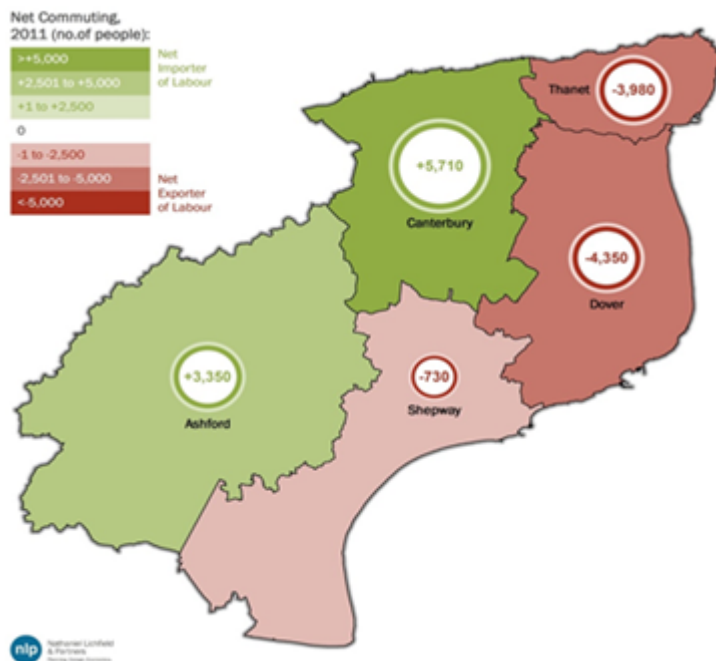 Net Commuting,
2011 (no.of people):
>+5,000
+2,501 to +5,000
+1 to +2,500
0
-1 to -2,500
-2,501 to -5,000
<-5,000
Net
Importer
of Labour
Net
Exporter
of Labour
Thanet
-3,980
+5,710
Canterbury
-4,350
Dover
+3,350
Ashford
-730
Shepway
nlp
Nathaniel Lichfield
& Partners